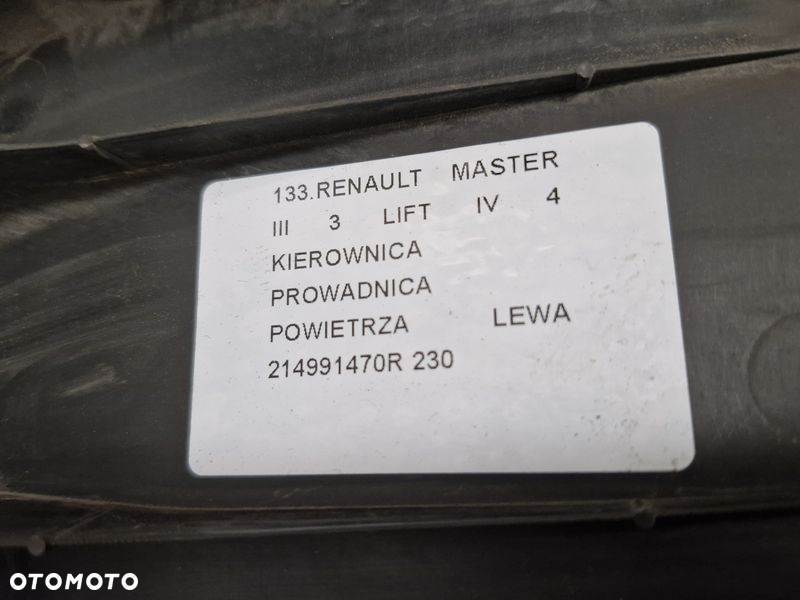 133.RENAULT MASTER
III 3 LIFT IV 4
KIEROWNICA
PROWADNICA
POWIETRZA LEWA
214991470R 230
OTOMOTO